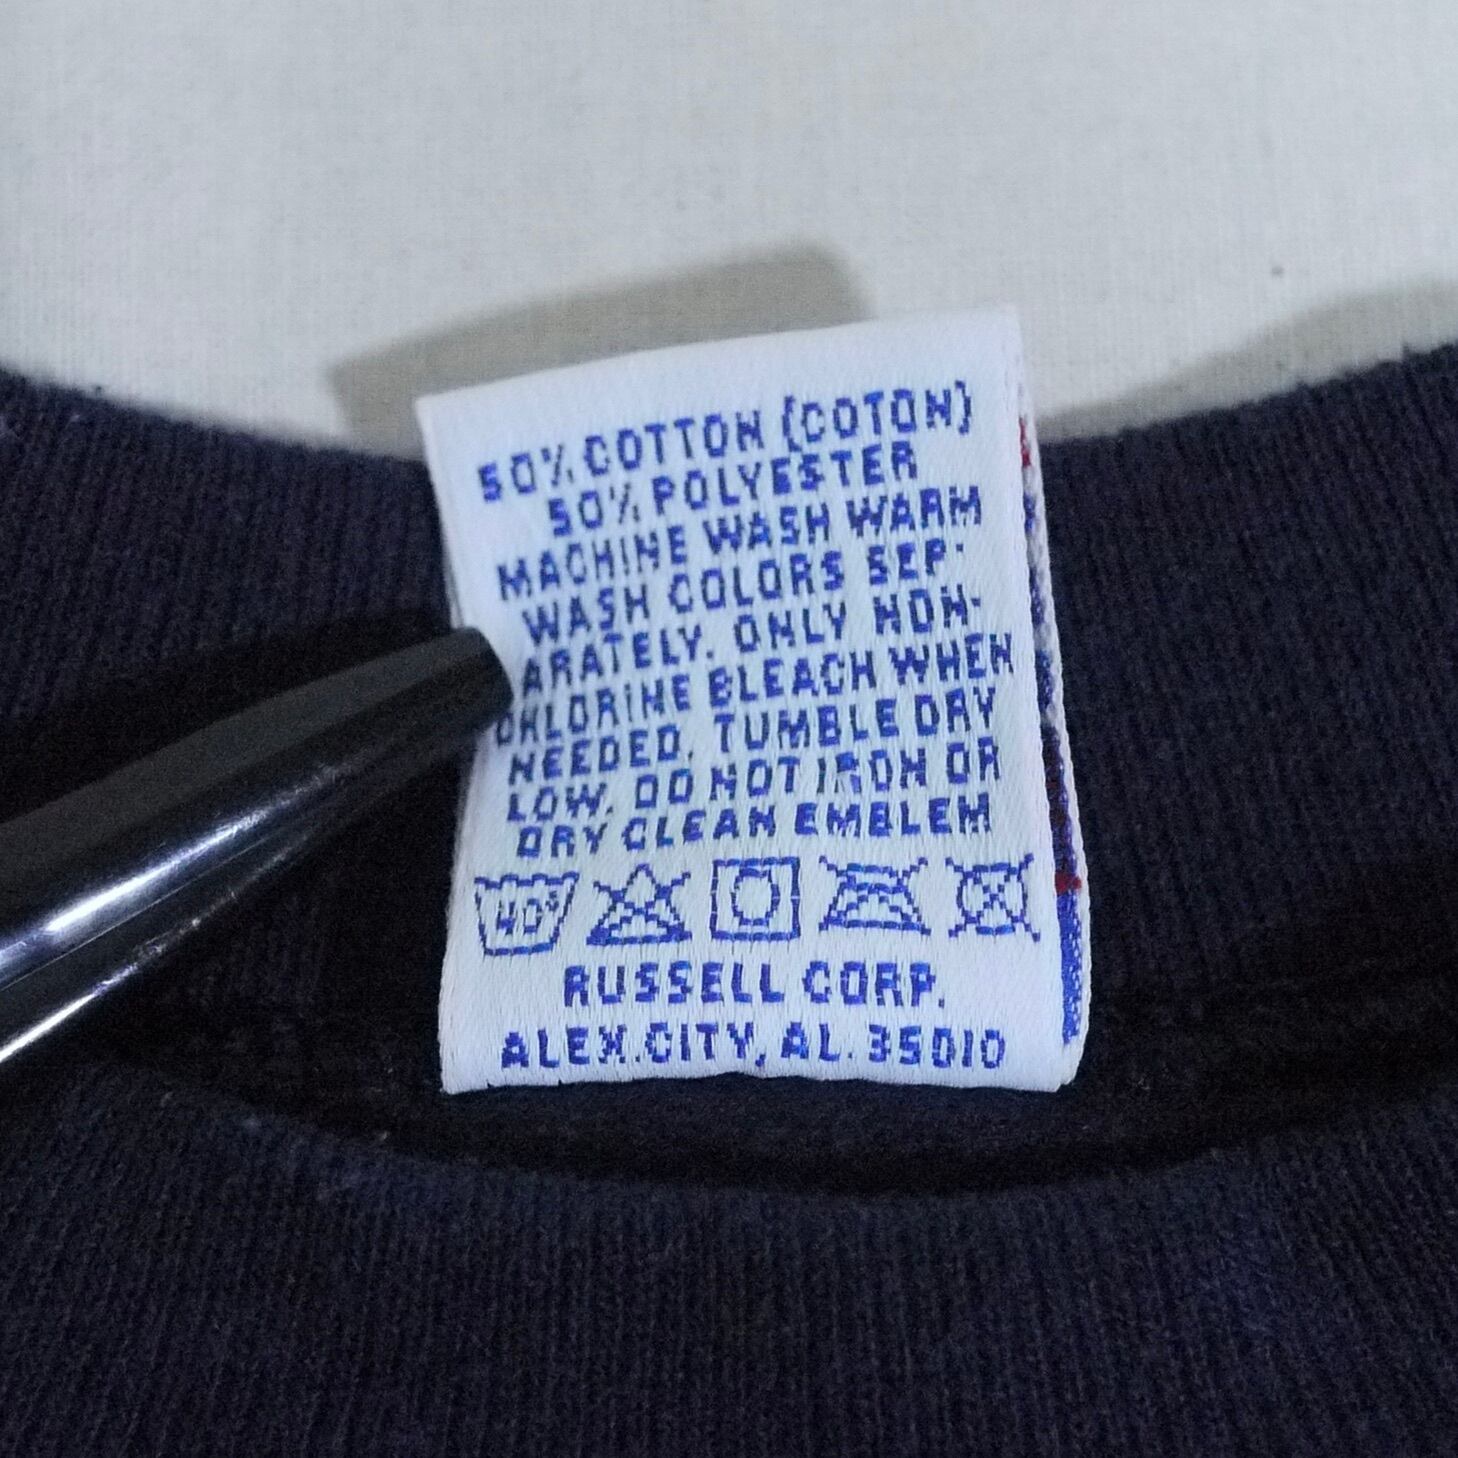 50% COTTON {COTON}
50% POLYESTER
MACHINE WASH WARM
WASH COLORS SEP-
ARATELY. ONLY NON-
CHLORINE BLEACH WHEN
NEEDED. TUMBLE DRY
LOW. DO NOT IRON OR
DRY CLEAN EMBLEM
40°
RUSSELL CORP.
ALEX.CITY, AL. 35010